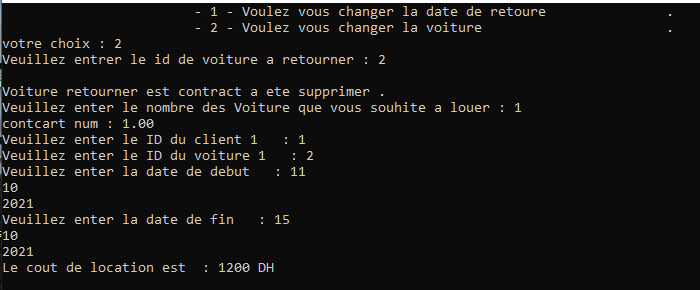 - 1 - Voulez vous changer la date de retoure .
- 2 - Voulez vous changer la voiture .
votre choix : 2
Veuillez entrer le id de voiture a retourner : 2
Voiture retourner est contract a ete supprimer .
Veuillez enter le nombre des Voiture que vous souhite a louer : 1
contcart num : 1.00
Veuillez enter le ID du client 1 : 1
Veuillez enter le ID du voiture 1 : 2
Veuillez enter la date de debut : 11
10
2021
Veuillez enter la date de fin : 15
10
2021
Le cout de location est : 1200 DH